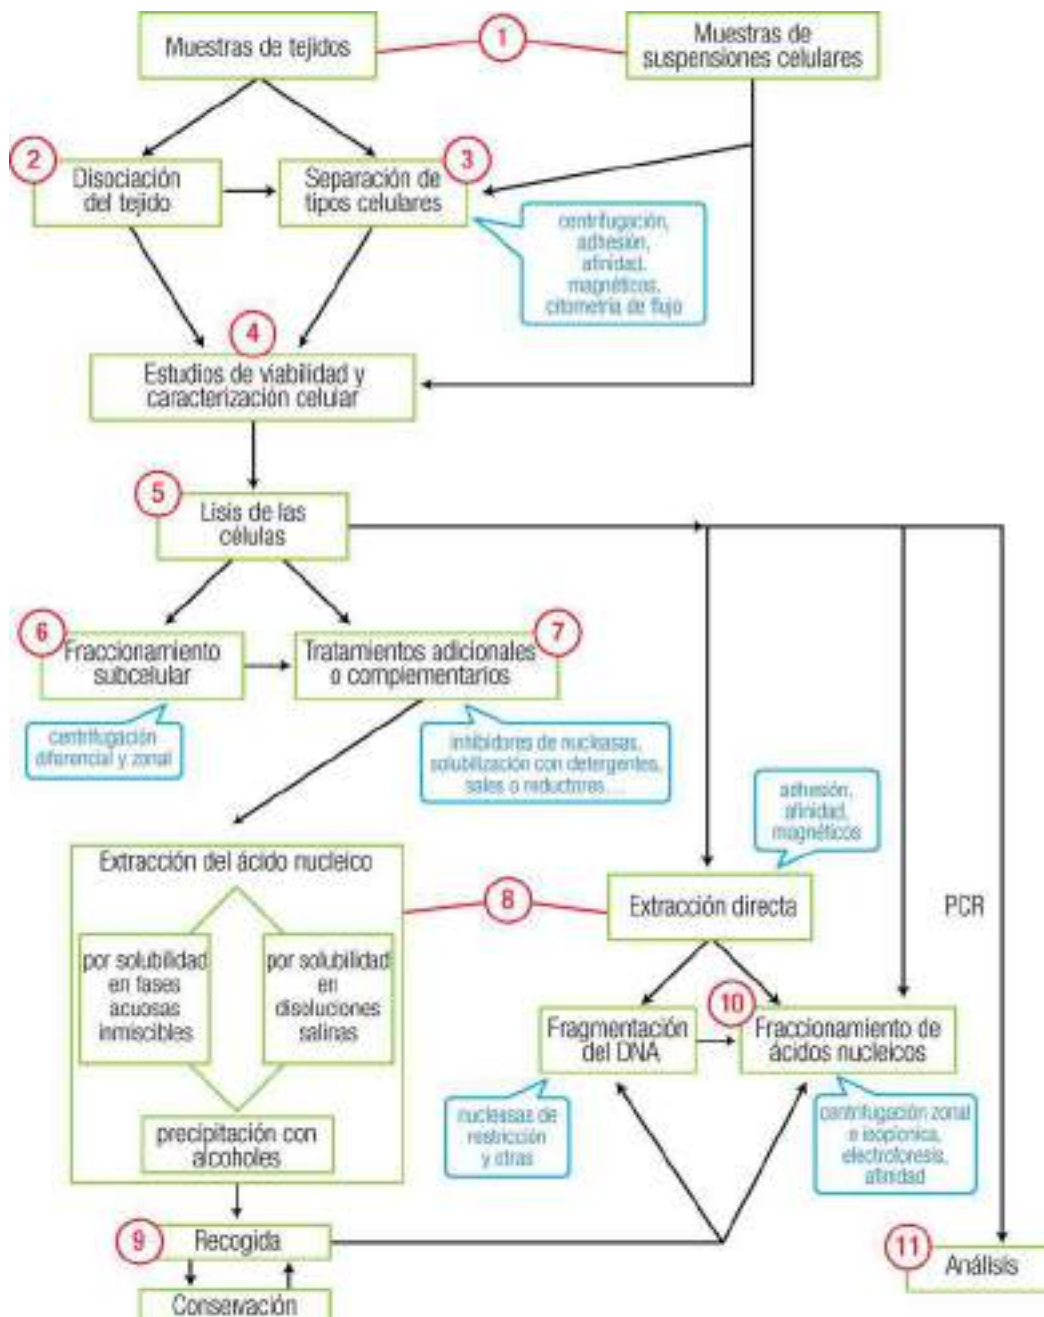 Muestras de tejidos
1
Muestras de
suspensiones celulares
2
Disociación
del tejido
3
Separación de
tipos celulares
centrifugación,
adhesión,
afinidad,
magnéticos,
citometría de flujo
4
Estudios de viabilidad y
caracterización celular
5
Lisis de las
células
6
Fraccionamiento
subcelular
7
Tratamientos adicionales
o complementarios
centrifugación
diferencial y zonal
inhibidores de nucleasas,
solubilización con detergentes,
sales o reductores...
adhesión,
afinidad,
magnéticos
Extracción del ácido nucleico
8
Extracción directa
PCR
por solubilidad
en fases
acuosas
inmiscibles
por solubilidad
en
disoluciones
salinas
precipitación con
alcoholes
Fragmentación
del DNA
10
Fraccionamiento de
ácidos nucleicos
nucleasas de
restricción
y otras
centrifugación zonal
e isopícnica,
electroforesis,
afinidad
9
Recogida
Conservación
11
Análisis